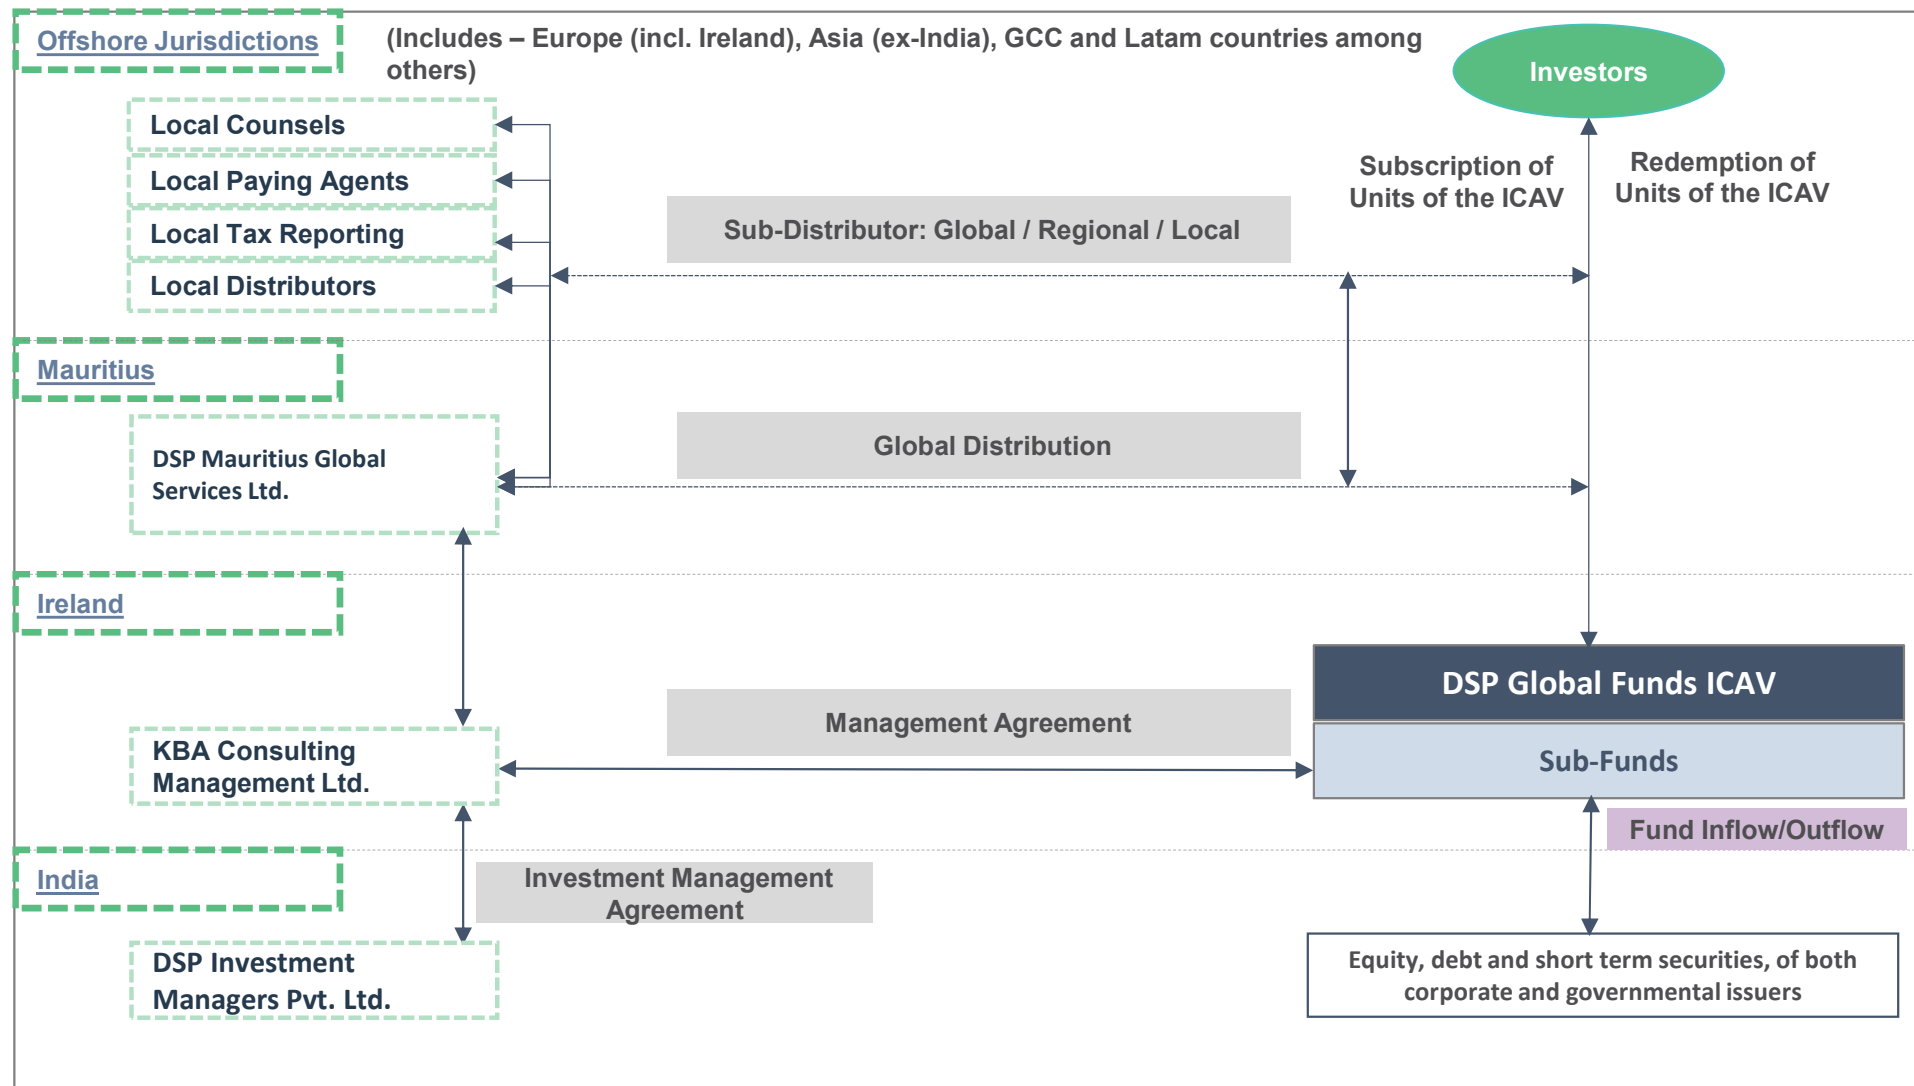 Offshore Jurisdictions
(Includes – Europe (incl. Ireland), Asia (ex-India), GCC and Latam countries among
others)
Investors
Local Counsels
Local Paying Agents
Local Tax Reporting
Local Distributors
Subscription of
Units of the ICAV
Redemption of
Units of the ICAV
Sub-Distributor: Global / Regional / Local
Mauritius
DSP Mauritius Global
Services Ltd.
Global Distribution
Ireland
DSP Global Funds ICAV
Sub-Funds
Management Agreement
KBA Consulting
Management Ltd.
Fund Inflow/Outflow
India
Investment Management
Agreement
DSP Investment
Managers Pvt. Ltd.
Equity, debt and short term securities, of both
corporate and governmental issuers